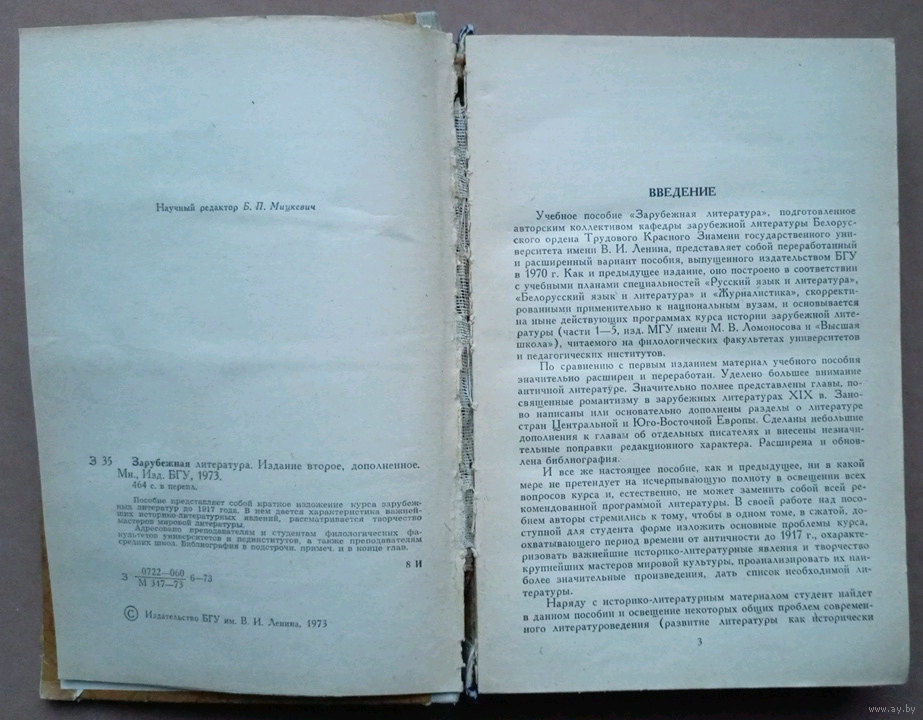 Научный редактор Б. П. Мицкевич
З 35 Зарубежная литература. Издание второе, дополненное.
Мн., Изд. БГУ, 1973.
464 с. в перепл.
Пособие представляет собой краткое изложение курса зарубеж-
ных литератур до 1917 года. В нем дается характеристика важней-
ших историко-литературных явлений, рассматривается творчество
мастеров мировой литературы.
Адресовано преподавателям и студентам филологических фа-
культетов университетов и пединститутов, а также преподавателям
средних школ. Библиография в подстрочн. примеч. и в конце глав.
8 И
З 0722—060
М 317—73 6—73
© Издательство БГУ им. В. И. Ленина, 1973
ВВЕДЕНИЕ
Учебное пособие «Зарубежная литература», подготовленное
авторским коллективом кафедры зарубежной литературы Белорус-
ского ордена Трудового Красного Знамени государственного уни-
верситета имени В. И. Ленина, представляет собой переработанный
и расширенный вариант пособия, выпущенного издательством БГУ
в 1970 г. Как и предыдущее издание, оно построено в соответствии
с учебными планами специальностей «Русский язык и литература»,
«Белорусский язык и литература» и «Журналистика», скорректи-
рованными применительно к национальным вузам, и основывается
на ныне действующих программах курса истории зарубежной лите-
ратуры (части 1—5, изд. МГУ имени М. В. Ломоносова и «Высшая
школа»), читаемого на филологических факультетах университетов
и педагогических институтов.
По сравнению с первым изданием материал учебного пособия
значительно расширен и переработан. Уделено большее внимание
античной литературе. Значительно полнее представлены главы, по-
священные романтизму в зарубежных литературах XIX в. Зано-
во написаны или основательно дополнены разделы о литературе
стран Центральной и Юго-Восточной Европы. Сделаны небольшие
дополнения к главам об отдельных писателях и внесены незначи-
тельные поправки редакционного характера. Расширена и обнов-
лена библиография.
И все же настоящее пособие, как и предыдущее, ни в какой
мере не претендует на исчерпывающую полноту в освещении всех
вопросов курса и, естественно, не может заменить собой всей ре-
комендованной программой литературы. В своей работе над посо-
бием авторы стремились к тому, чтобы в одном томе, в сжатой, до-
ступной для студента форме изложить основные проблемы курса,
охватывающего период времени от античности до 1917 г., охаракте-
ризовать важнейшие историко-литературные явления и творчество
крупнейших мастеров мировой культуры, проанализировать их наи-
более значительные произведения, дать список необходимой ли-
тературы.
Наряду с историко-литературным материалом студент найдет
в данном пособии и освещение некоторых общих проблем современ-
ного литературоведения (развитие литературы как исторически
3
www.ay.by